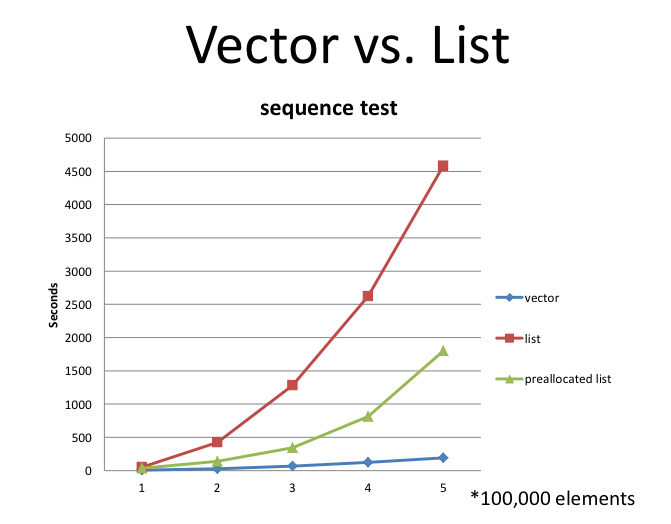 Vector vs. List
sequence test
5000
4500
4000
3500
3000
2500
2000
1500
1000
500
0
Seconds
1 2 3 4 5
vector
list
preallocated list
*100,000 elements